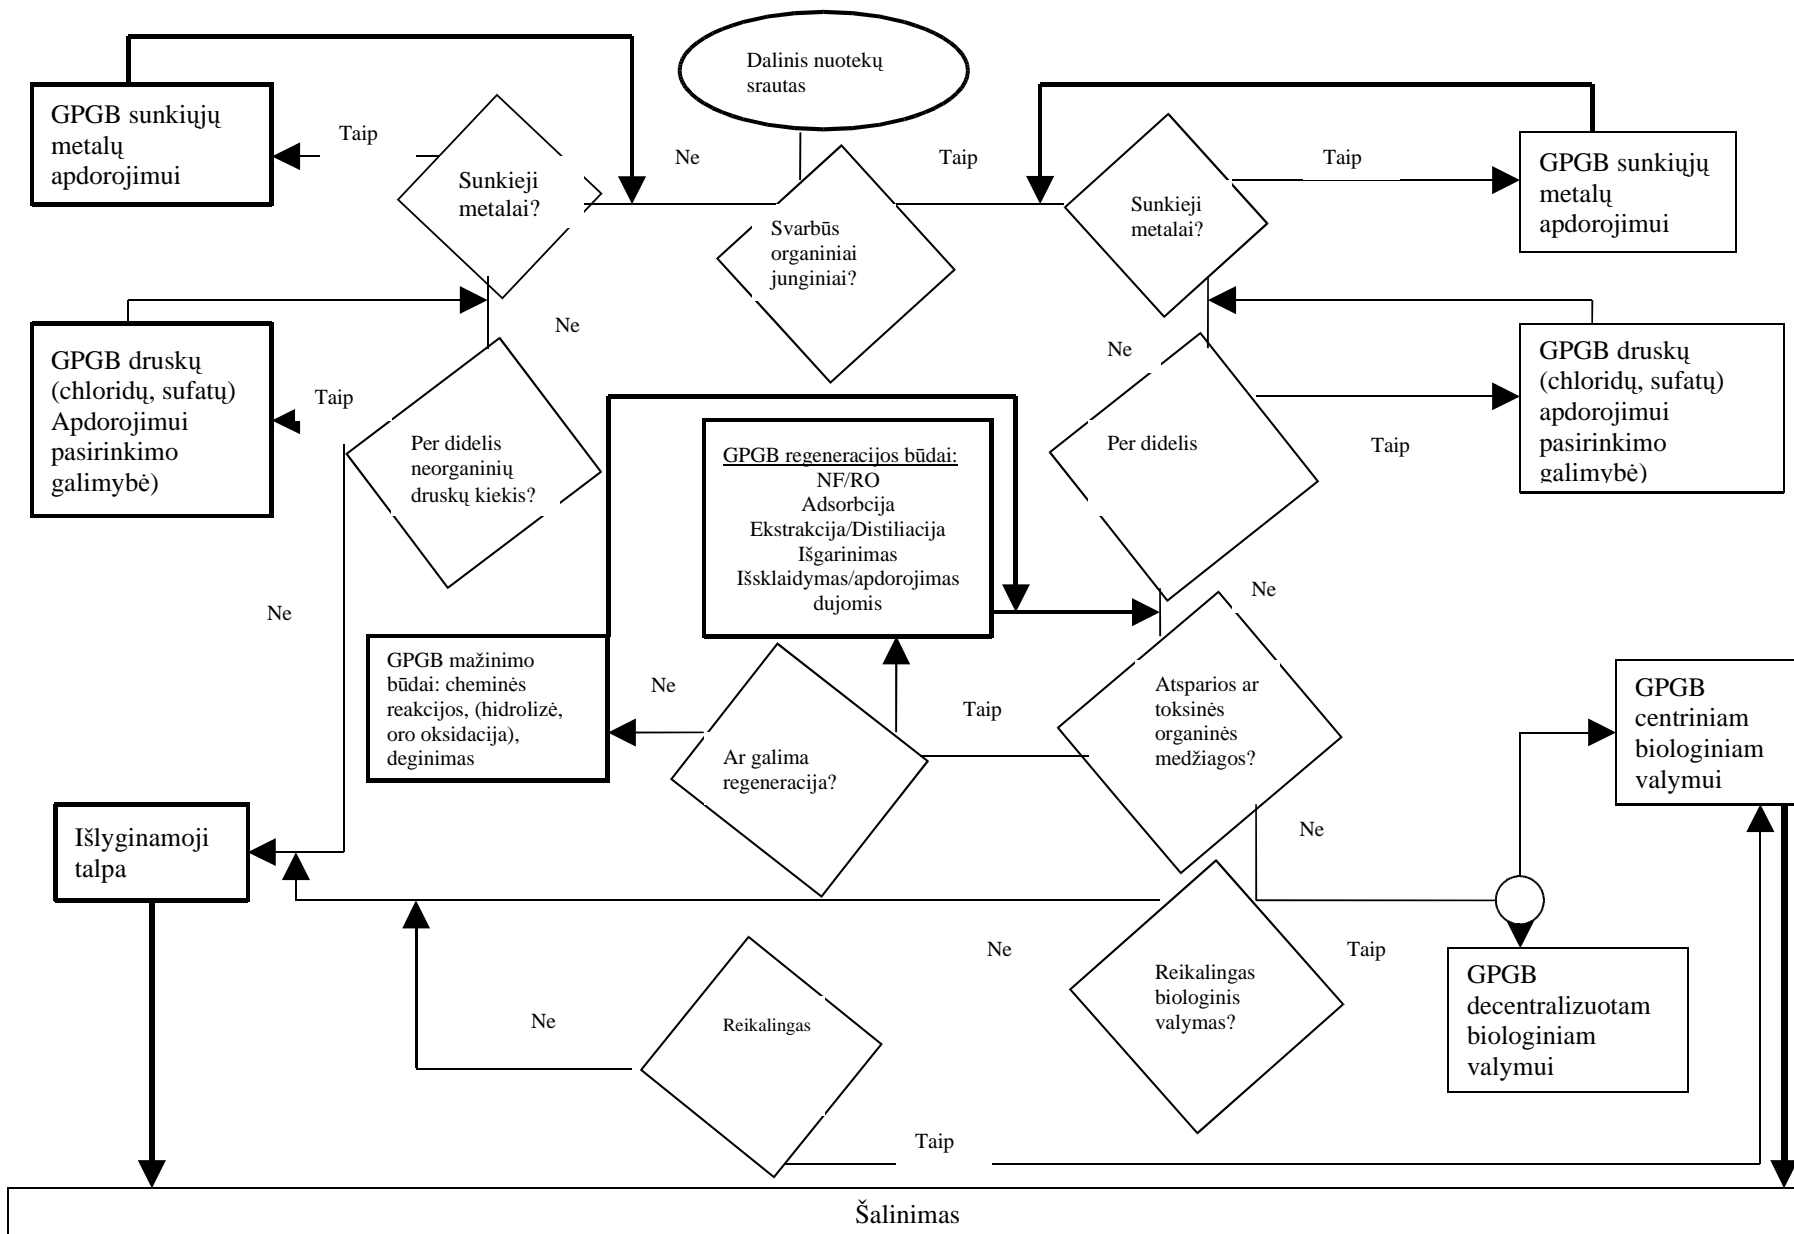 Dalinis nuotekų
srautas
GPGB sunkiųjų
metalų
apdorojimui
Taip
Sunkieji
metalai?
Ne
Svarbūs
organiniai
junginiai?
Taip
Sunkieji
metalai?
Taip
GPGB sunkiųjų
metalų
apdorojimui
Ne
Ne
GPGB druskų
(chloridų, sufatų)
Apdorojimui
pasirinkimo
galimybė)
Taip
Per didelis
neorganinių
druskų kiekis?
GPGB regeneracijos būdai:
NF/RO
Adsorbcija
Ekstrakcija/Distiliacija
Išgarinimas
Išsklaidymas/apdorojimas
dujomis
Per didelis
Taip
GPGB druskų
(chloridų, sufatų)
apdorojimui
pasirinkimo
galimybė)
Ne
Ne
GPGB mažinimo
būdai: cheminės
reakcijos, (hidrolizė,
oro oksidacija),
deginimas
Ne
Ar galima
regeneracija?
Taip
Atsparios ar
toksinės
organinės
medžiagos?
GPGB
centriniam
biologiniam
valymui
Išlyginamoji
talpa
Ne
Ne
Reikalingas
biologinis
valymas?
Taip
GPGB
decentralizuotam
biologiniam
valymui
Ne
Reikalingas
Taip
Šalinimas